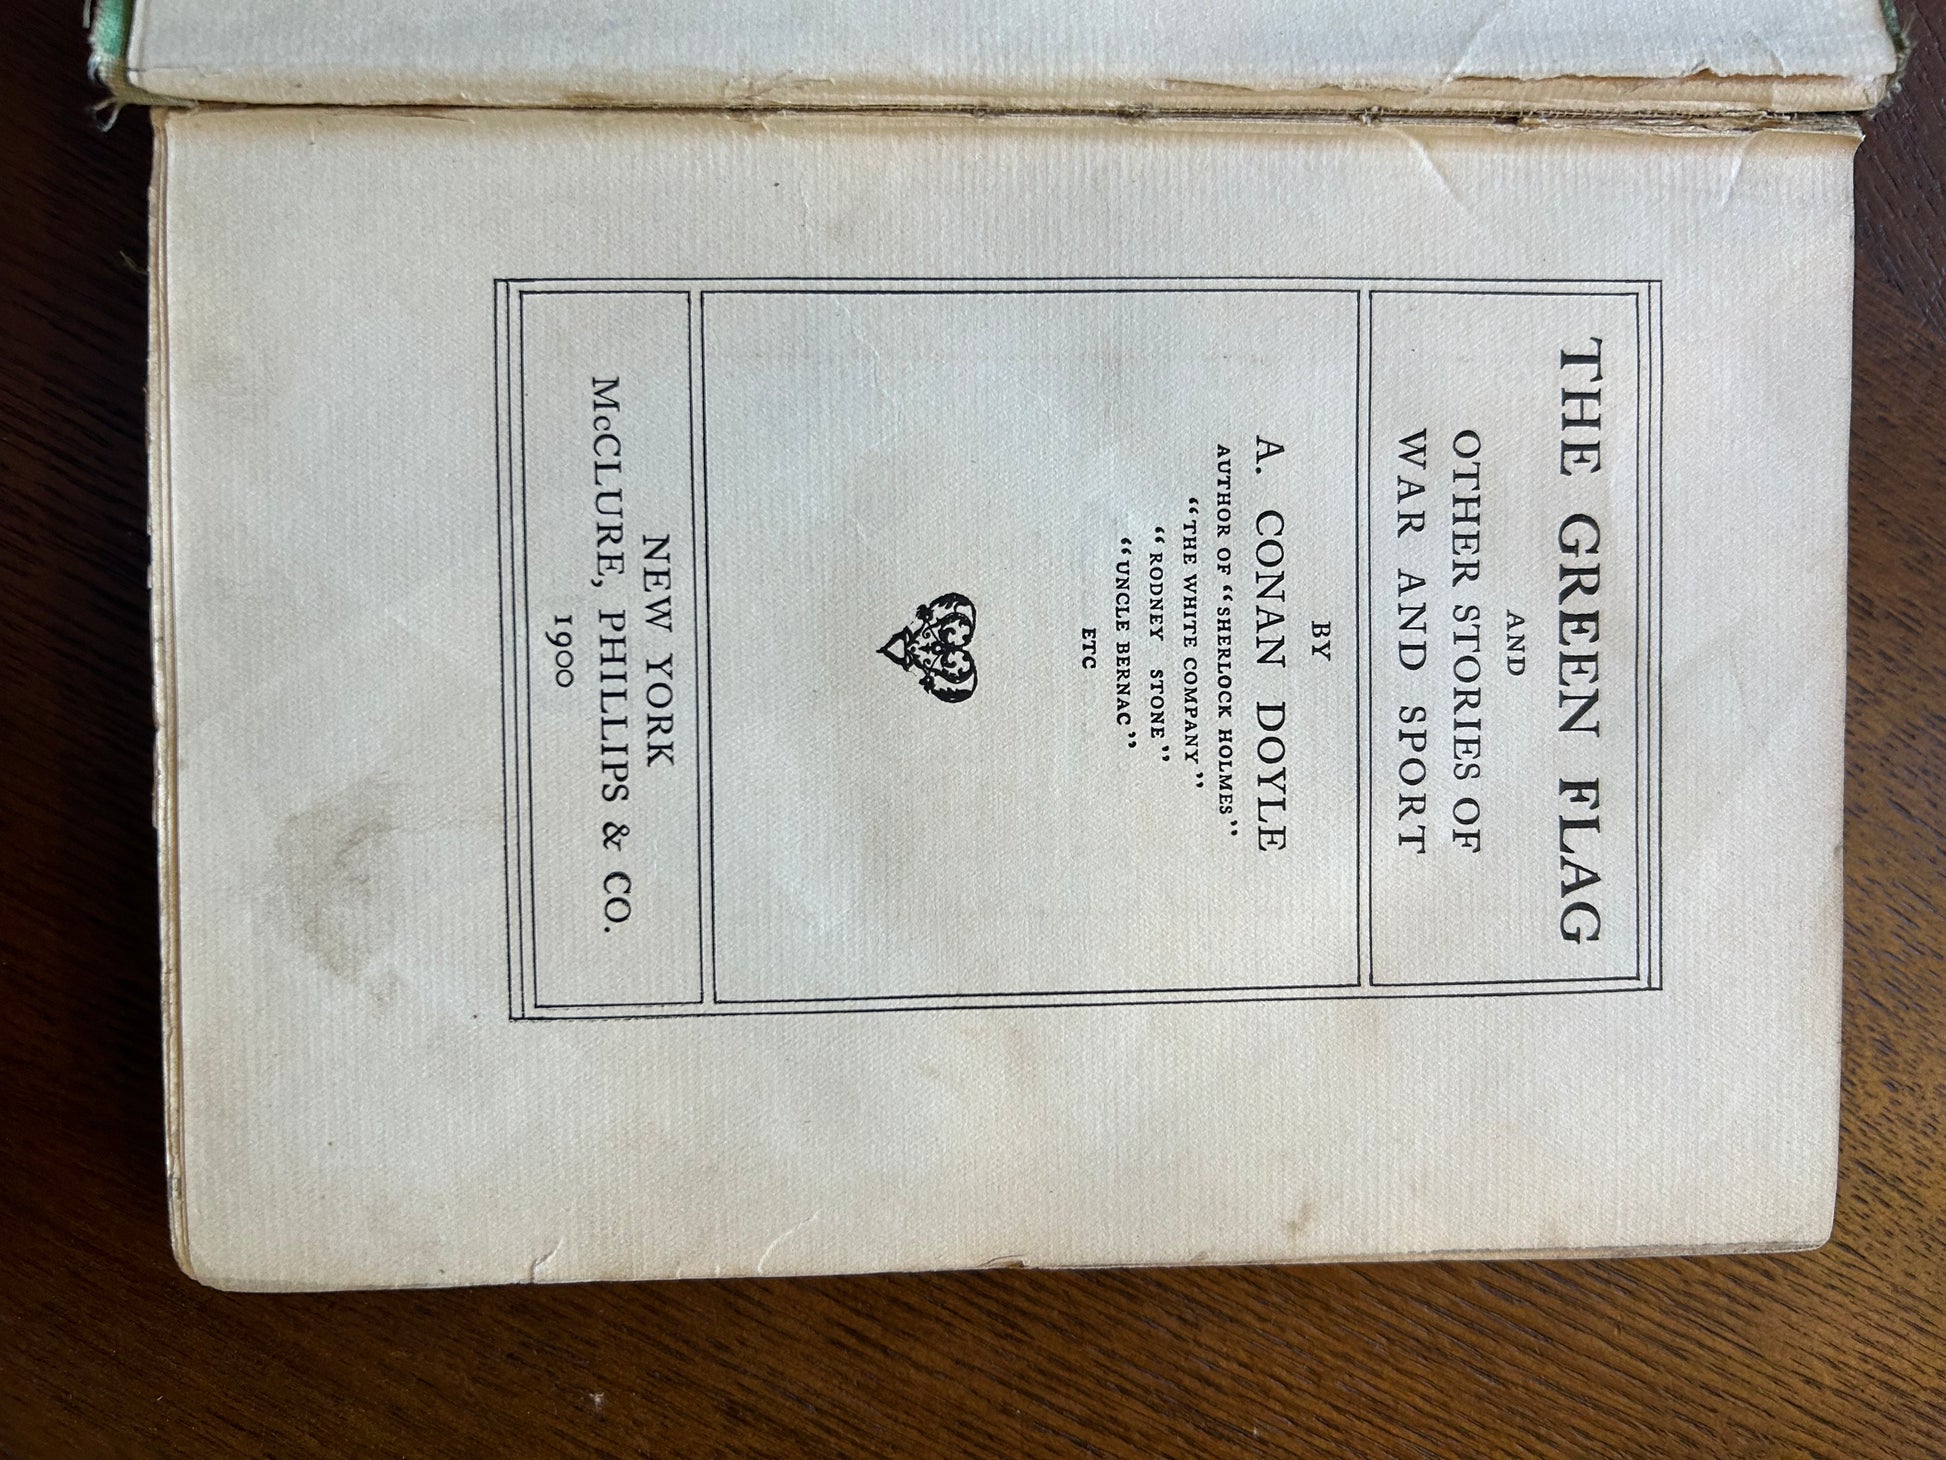 THE GREEN FLAG
AND
OTHER STORIES OF
WAR AND SPORT
BY
A. CONAN DOYLE
AUTHOR OF “SHERLOCK HOLMES”
“THE WHITE COMPANY”
“RODNEY STONE”
“UNCLE BERNAC”
ETC
NEW YORK
McCLURE, PHILLIPS & CO.
1900